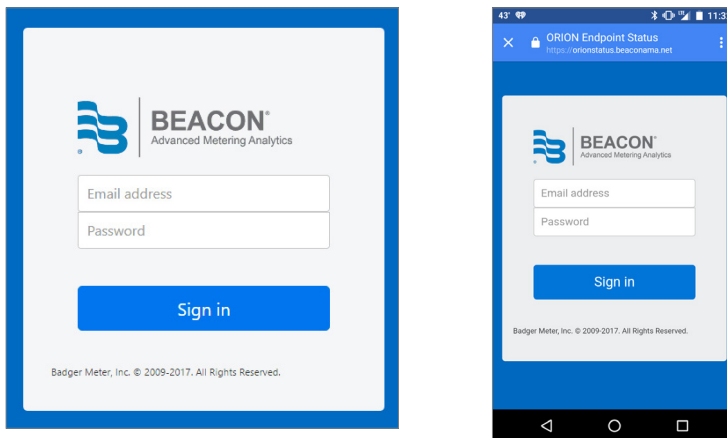 BEACON®
Advanced Metering Analytics
Email address
Password
Sign in
Badger Meter, Inc. © 2009-2017. All Rights Reserved.
43°
ORION Endpoint Status
https://orionstatus.beaconama.net
BEACON®
Advanced Metering Analytics
Email address
Password
Sign in
Badger Meter, Inc. © 2009-2017. All Rights Reserved.